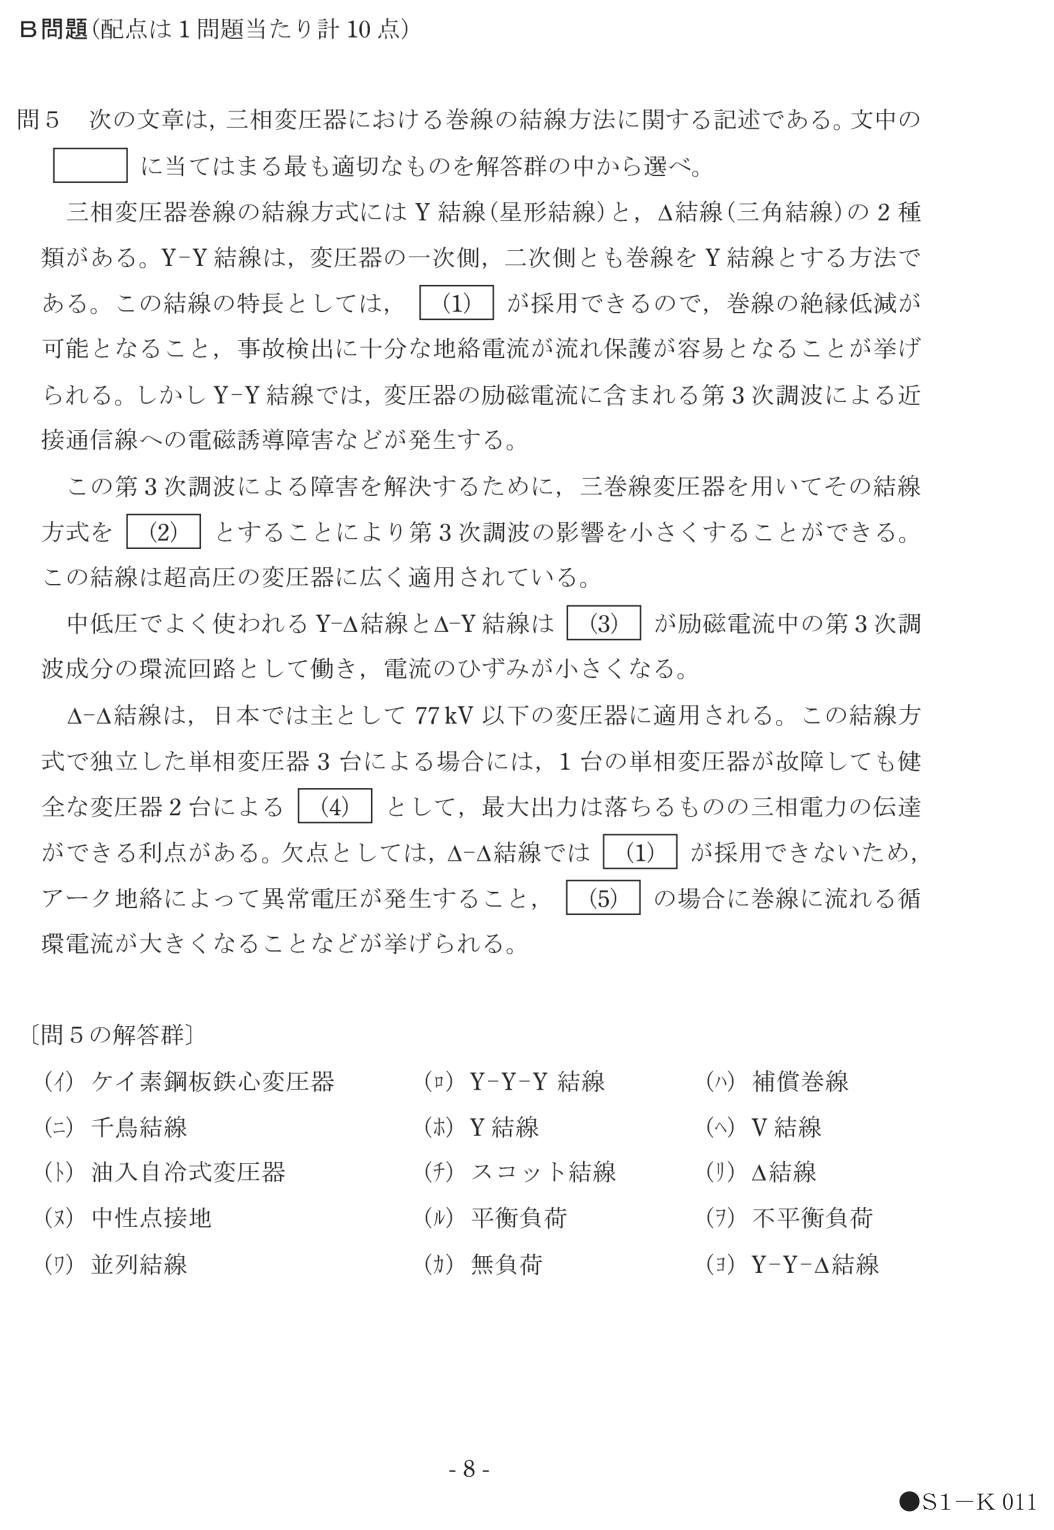 B問題(配点は1問題当たり計10点)
問5 次の文章は,三相変圧器における巻線の結線方法に関する記述である。文中の
に当てはまる最も適切なものを解答群の中から選べ。
三相変圧器巻線の結線方式にはY結線(星形結線)と,Δ結線(三角結線)の2種
類がある。Y-Y結線は,変圧器の一次側,二次側とも巻線をY結線とする方法で
ある。この結線の特長としては, (1) が採用できるので,巻線の絶縁低減が
可能となること,事故検出に十分な地絡電流が流れ保護が容易となることが挙げ
られる。しかしY-Y結線では,変圧器の励磁電流に含まれる第3次調波による近
接通信線への電磁誘導障害などが発生する。
この第3次調波による障害を解決するために,三巻線変圧器を用いてその結線
方式を (2) とすることにより第3次調波の影響を小さくすることができる。
この結線は超高圧の変圧器に広く適用されている。
中低圧でよく使われるY-Δ結線とΔ-Y結線は (3) が励磁電流中の第3次調
波成分の環流回路として働き,電流のひずみが小さくなる。
Δ-Δ結線は,日本では主として77kV以下の変圧器に適用される。この結線方
式で独立した単相変圧器3台による場合には,1台の単相変圧器が故障しても健
全な変圧器2台による (4) として,最大出力は落ちるものの三相電力の伝達
ができる利点がある。欠点としては,Δ-Δ結線では (1) が採用できないため,
アーク地絡によって異常電圧が発生すること, (5) の場合に巻線に流れる循
環電流が大きくなることなどが挙げられる。
〔問5の解答群〕
(イ) ケイ素鋼板鉄心変圧器 (ロ) Y-Y-Y結線 (ハ) 補償巻線
(ニ) 千鳥結線 (ホ) Y結線 (ヘ) V結線
(ト) 油入自冷式変圧器 (チ) スコット結線 (リ) Δ結線
(ヌ) 中性点接地 (ル) 平衡負荷 (ヲ) 不平衡負荷
(ワ) 並列結線 (カ) 無負荷 (ヨ) Y-Y-Δ結線
- 8 -
●S1-K 011